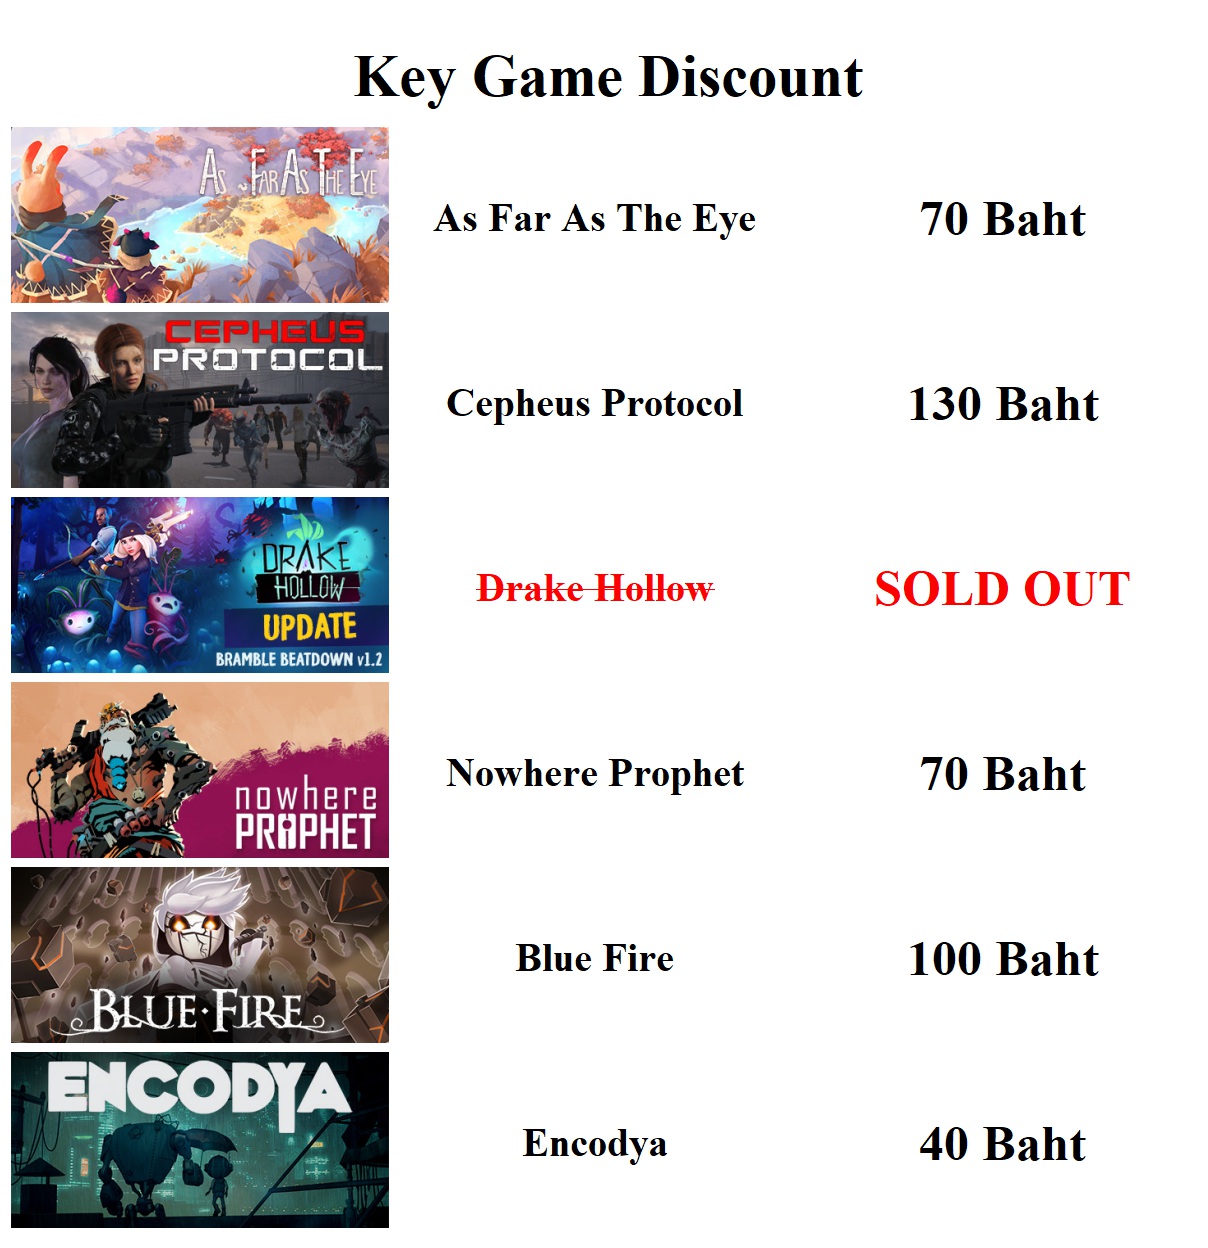 Key Game Discount
AS FAR AS THE EYE
As Far As The Eye
70 Baht
CEPHEUS
PROTOCOL
Cepheus Protocol
130 Baht
DRAKE
HOLLOW
UPDATE
BRAMBLE BEATDOWN v1.2
Drake Hollow
SOLD OUT
nowhere
PROPHET
Nowhere Prophet
70 Baht
BLUE·FIRE
Blue Fire
100 Baht
ENCODYA
Encodya
40 Baht